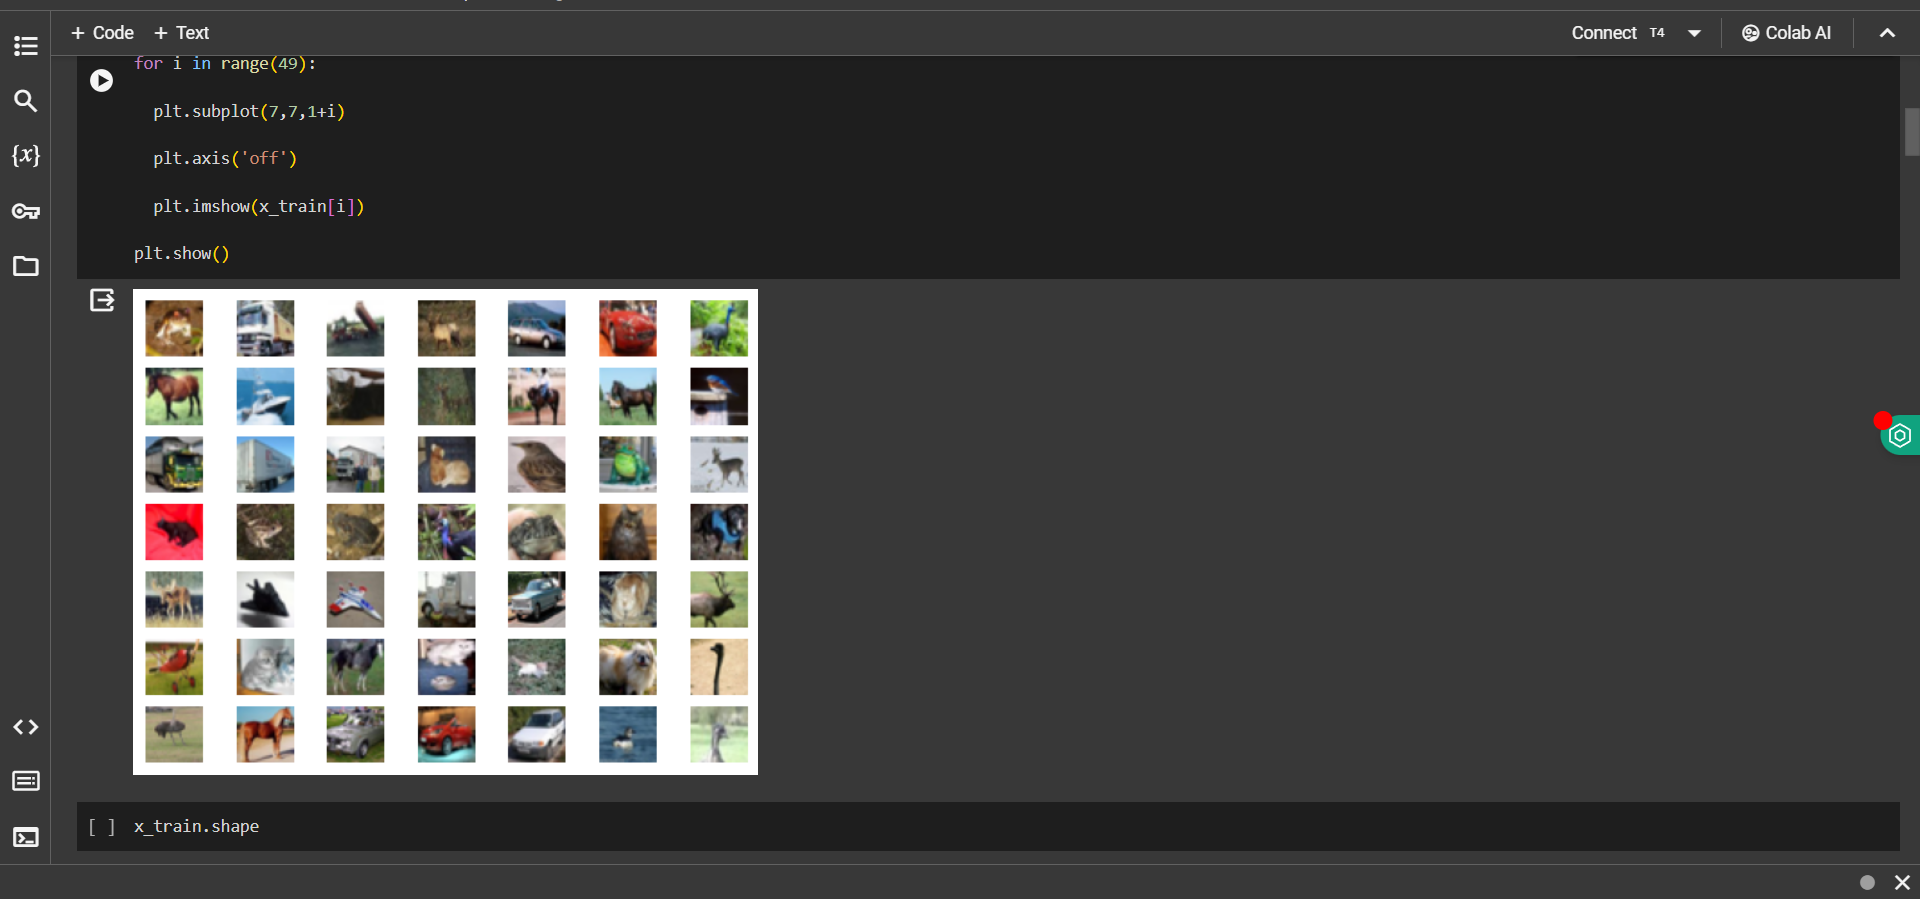 + Code + Text
Connect T4
Colab AI
for i in range(49):
plt.subplot(7,7,1+i)
plt.axis('off')
plt.imshow(x_train[i])
plt.show()
{x}
[ ] x_train.shape